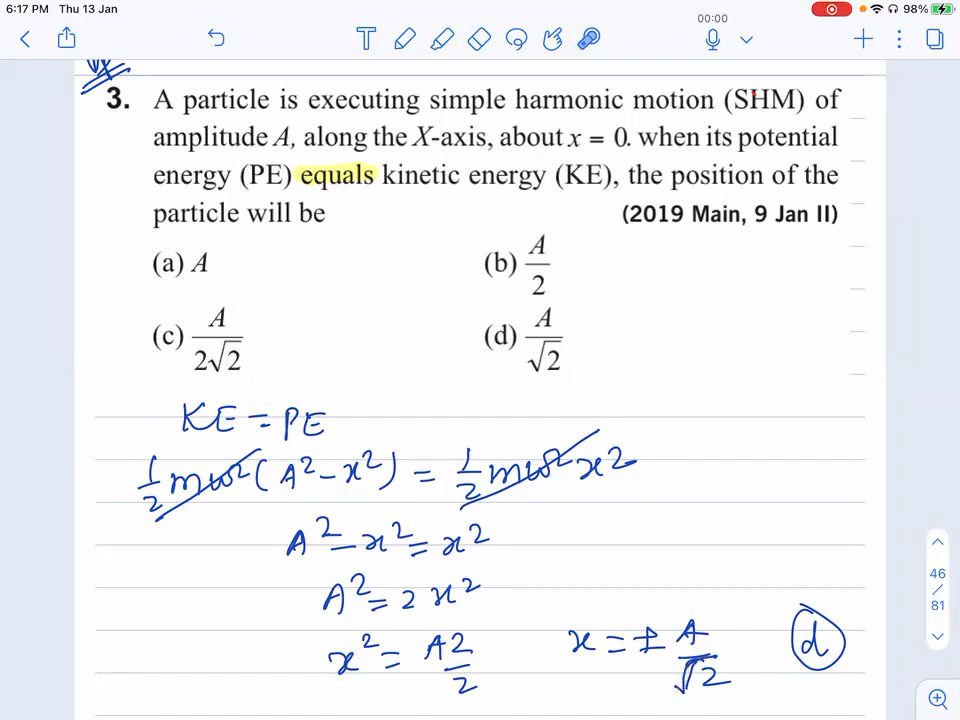 6:17 PM Thu 13 Jan
98%
00:00
3. A particle is executing simple harmonic motion (SHM) of
amplitude A, along the X-axis, about x = 0. when its potential
energy (PE) equals kinetic energy (KE), the position of the
particle will be (2019 Main, 9 Jan II)
(a) A (b) A/2
(c) A/2√2 (d) A/√2
KE = PE
1/2 mω² (A² – x²) = 1/2 mω² x2
A² – x² = x²
A² = 2 x²
x² = A2/2 x = ± A/√2 d
46
/
81